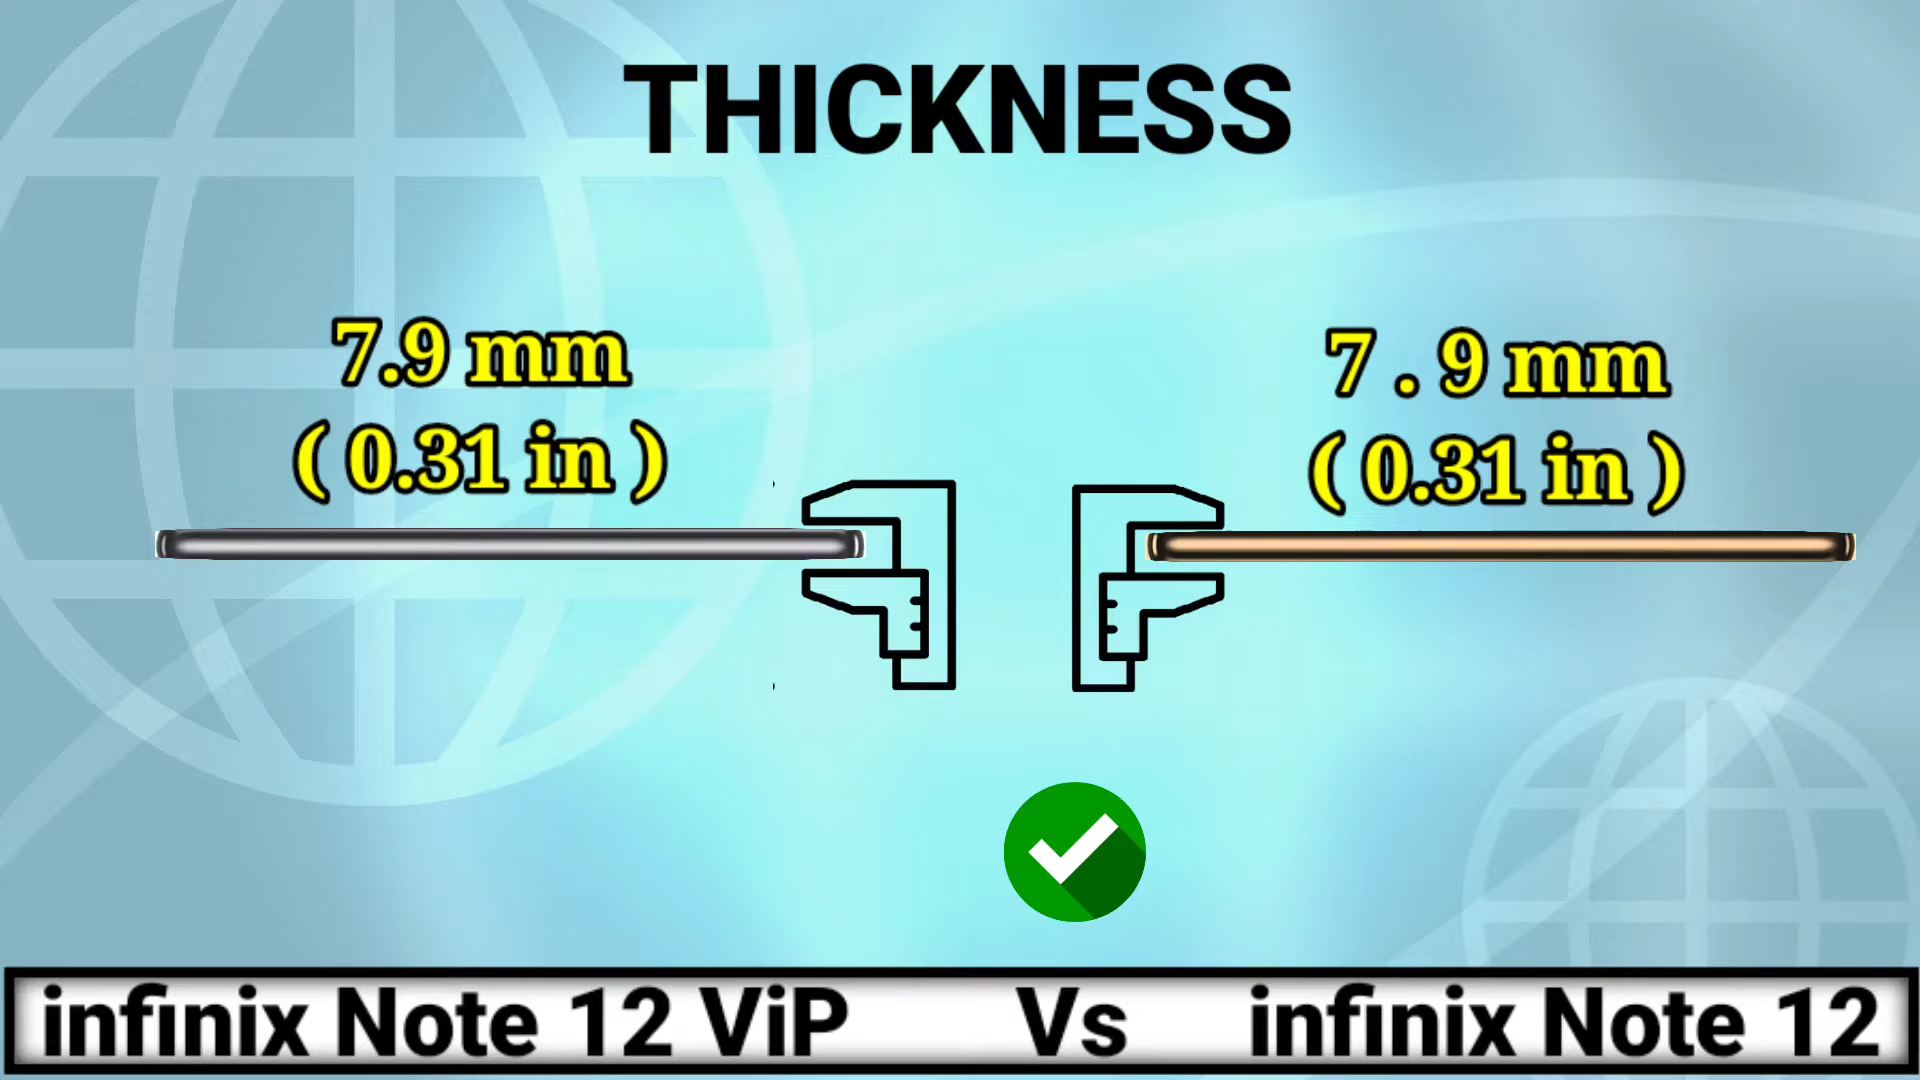 THICKNESS
7.9 mm
( 0.31 in )
7 . 9 mm
( 0.31 in )
infinix Note 12 ViP Vs infinix Note 12